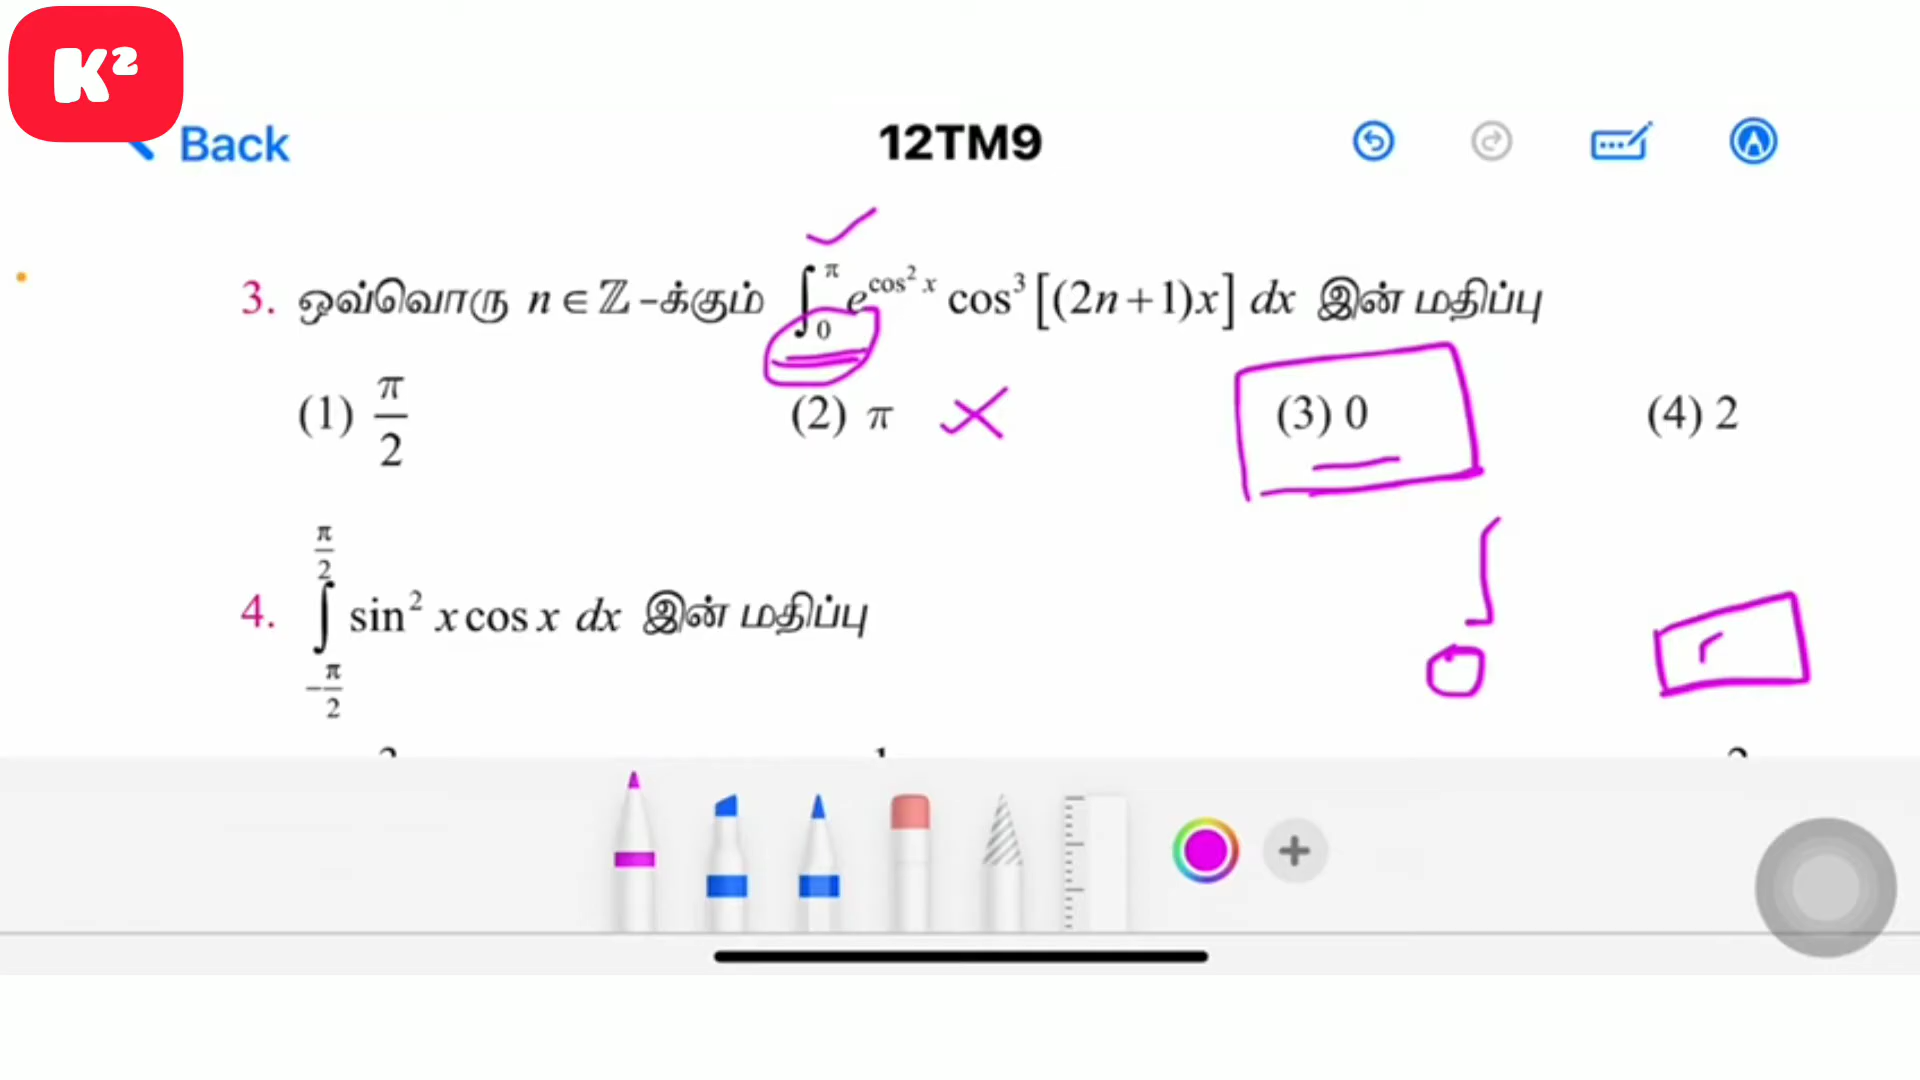 K²
Back
12TM9
3. ஒவ்வொரு n ∈ ℤ -க்கும் ∫₀^π e^{cos² x} cos³ [(2n+1)x] dx இன் மதிப்பு
(1) π/2 (2) π (3) 0 (4) 2
4. ∫_{-π/2}^{π/2} sin² x cos x dx இன் மதிப்பு